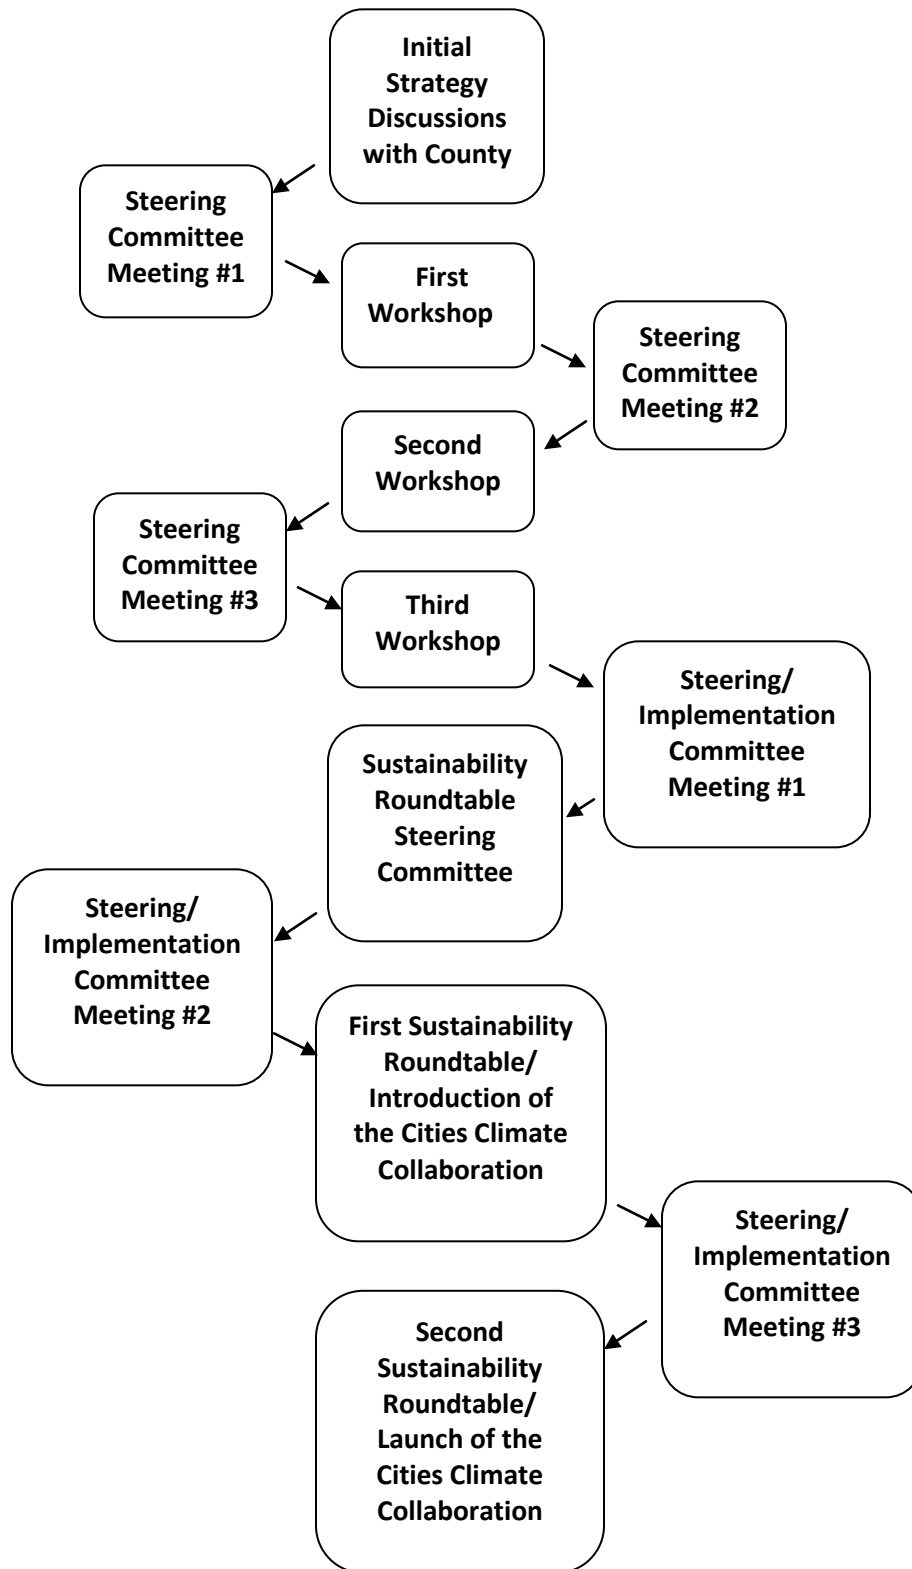 Initial
Strategy
Discussions
with County
Steering
Committee
Meeting #1
First
Workshop
Steering
Committee
Meeting #2
Second
Workshop
Steering
Committee
Meeting #3
Third
Workshop
Steering/
Implementation
Committee
Meeting #1
Sustainability
Roundtable
Steering
Committee
Steering/
Implementation
Committee
Meeting #2
First Sustainability
Roundtable/
Introduction of
the Cities Climate
Collaboration
Steering/
Implementation
Committee
Meeting #3
Second
Sustainability
Roundtable/
Launch of the
Cities Climate
Collaboration